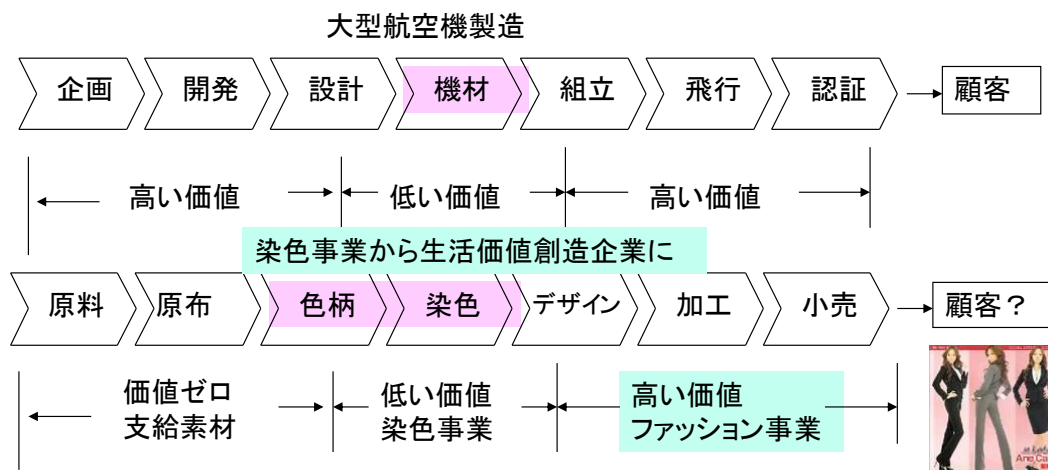 大型航空機製造
企画 開発 設計 機材 組立 飛行 認証 顧客
高い価値 低い価値 高い価値
染色事業から生活価値創造企業に
原料 原布 色柄 染色 デザイン 加工 小売 顧客？
価値ゼロ 低い価値 高い価値
支給素材 染色事業 ファッション事業